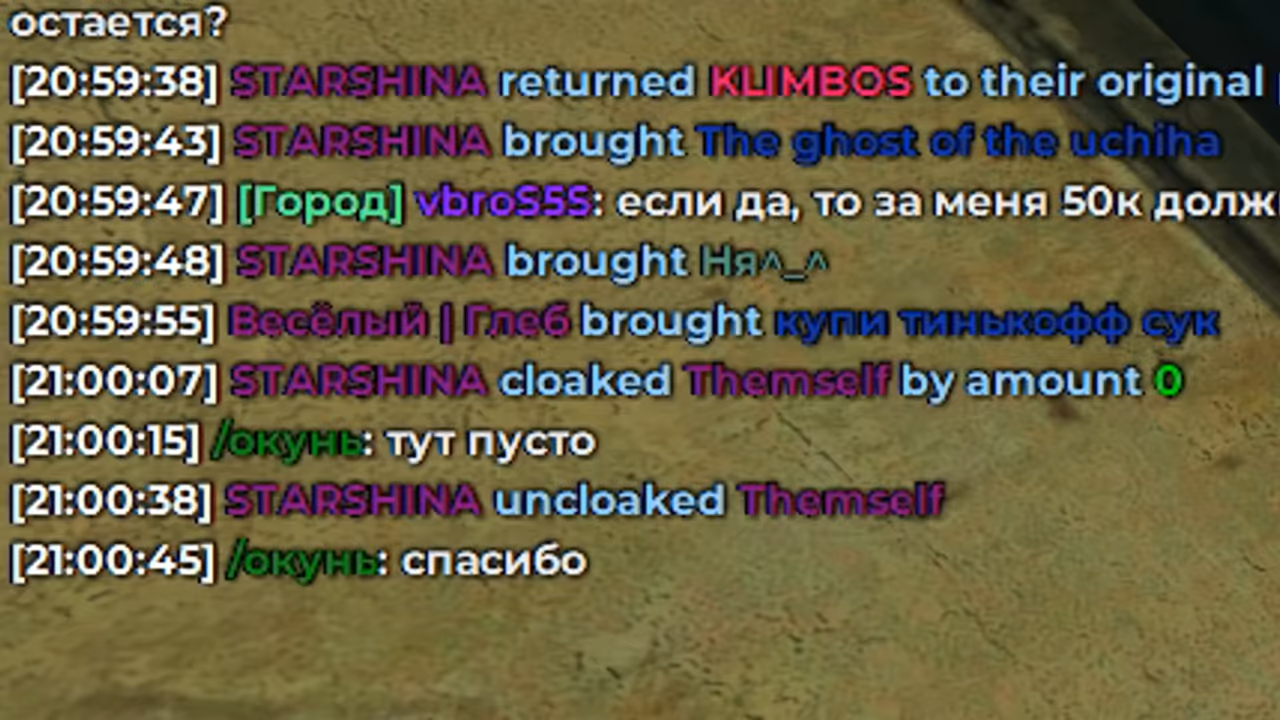 остается?
[20:59:38] STARSHINA returned KLIMBOS to their original
[20:59:43] STARSHINA brought The ghost of the uchiha
[20:59:47] [Город] vbroS5S: если да, то за меня 50к долж
[20:59:48] STARSHINA brought Ня^_^
[20:59:55] Весёлый | Глеб brought купи тинькофф сук
[21:00:07] STARSHINA cloaked Themself by amount 0
[21:00:15] /окунь: тут пусто
[21:00:38] STARSHINA uncloaked Themself
[21:00:45] /окунь: спасибо